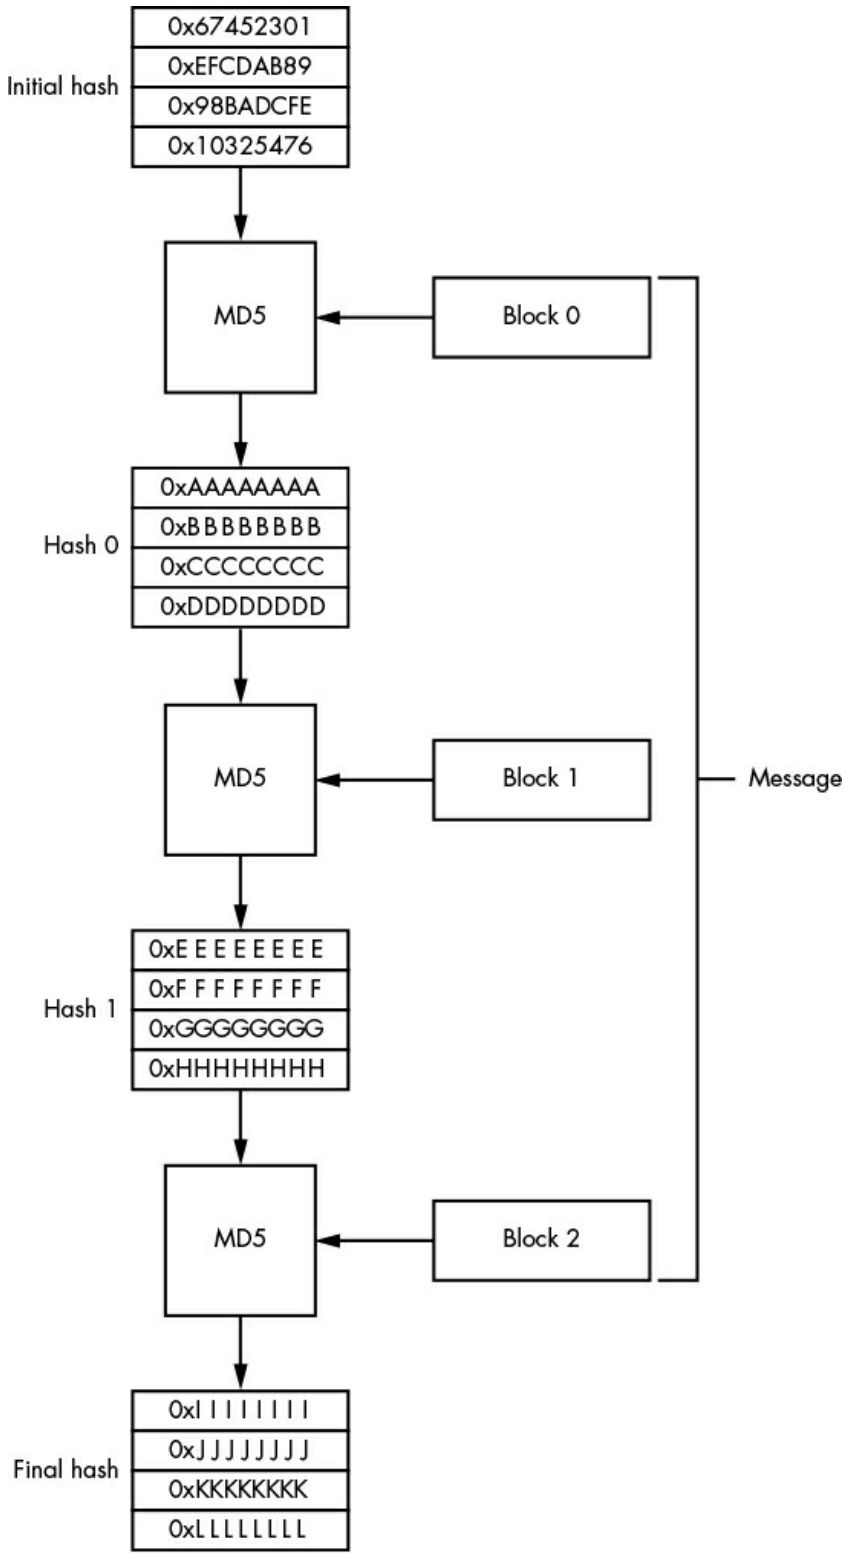 0x67452301
0xEFCDAB89
Initial hash
0x98BADCFE
0x10325476
MD5
Block 0
0xAAAAAAAA
0xBBBBBBBB
Hash 0
0xCCCCCCCC
0xDDDDDDDD
MD5
Block 1
Message
0xEEEEEEEE
0xFFFFFFFF
Hash 1
0xGGGGGGGG
0xHHHHHHHH
MD5
Block 2
0xIIIIIIII
0xJJJJJJJJ
Final hash
0xKKKKKKKK
0xLLLLLLLL